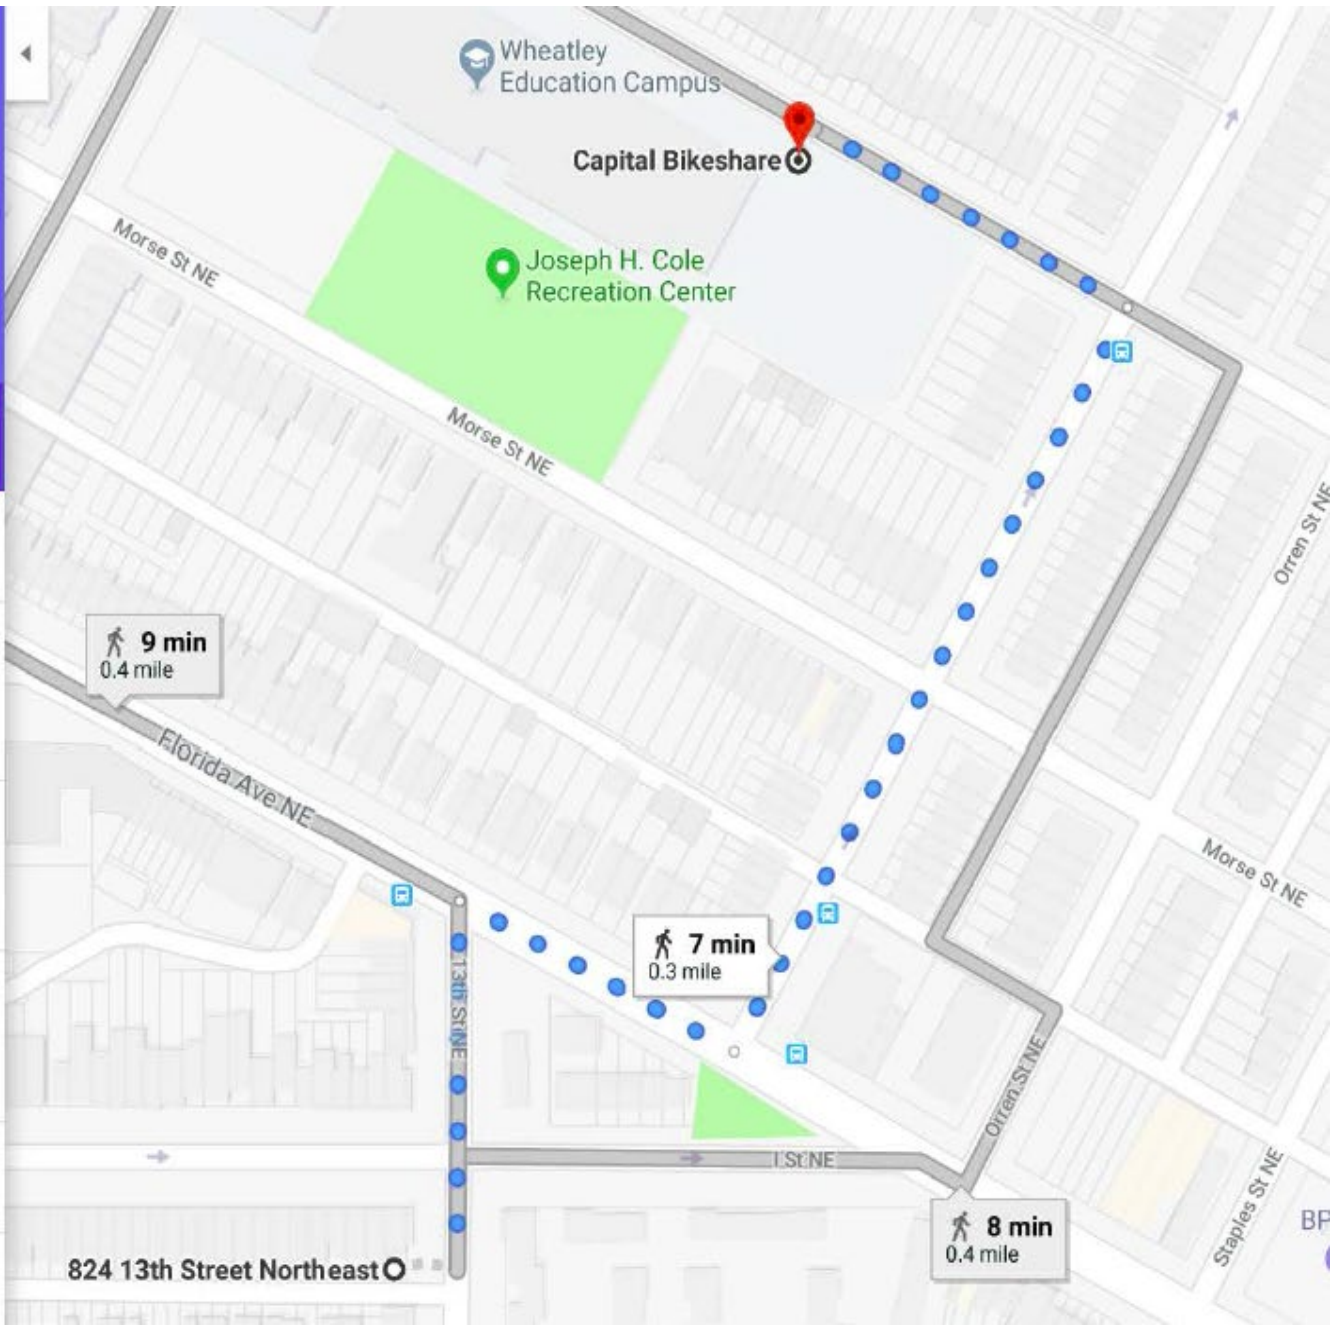 Wheatley
Education Campus
Capital Bikeshare
Joseph H. Cole
Recreation Center
Morse St NE
Morse St NE
Orren St NE
9 min
0.4 mile
Florida Ave NE
Morse St NE
7 min
0.3 mile
13th St NE
Orren St NE
I St NE
Staples St NE
BP
8 min
0.4 mile
824 13th Street Northeast